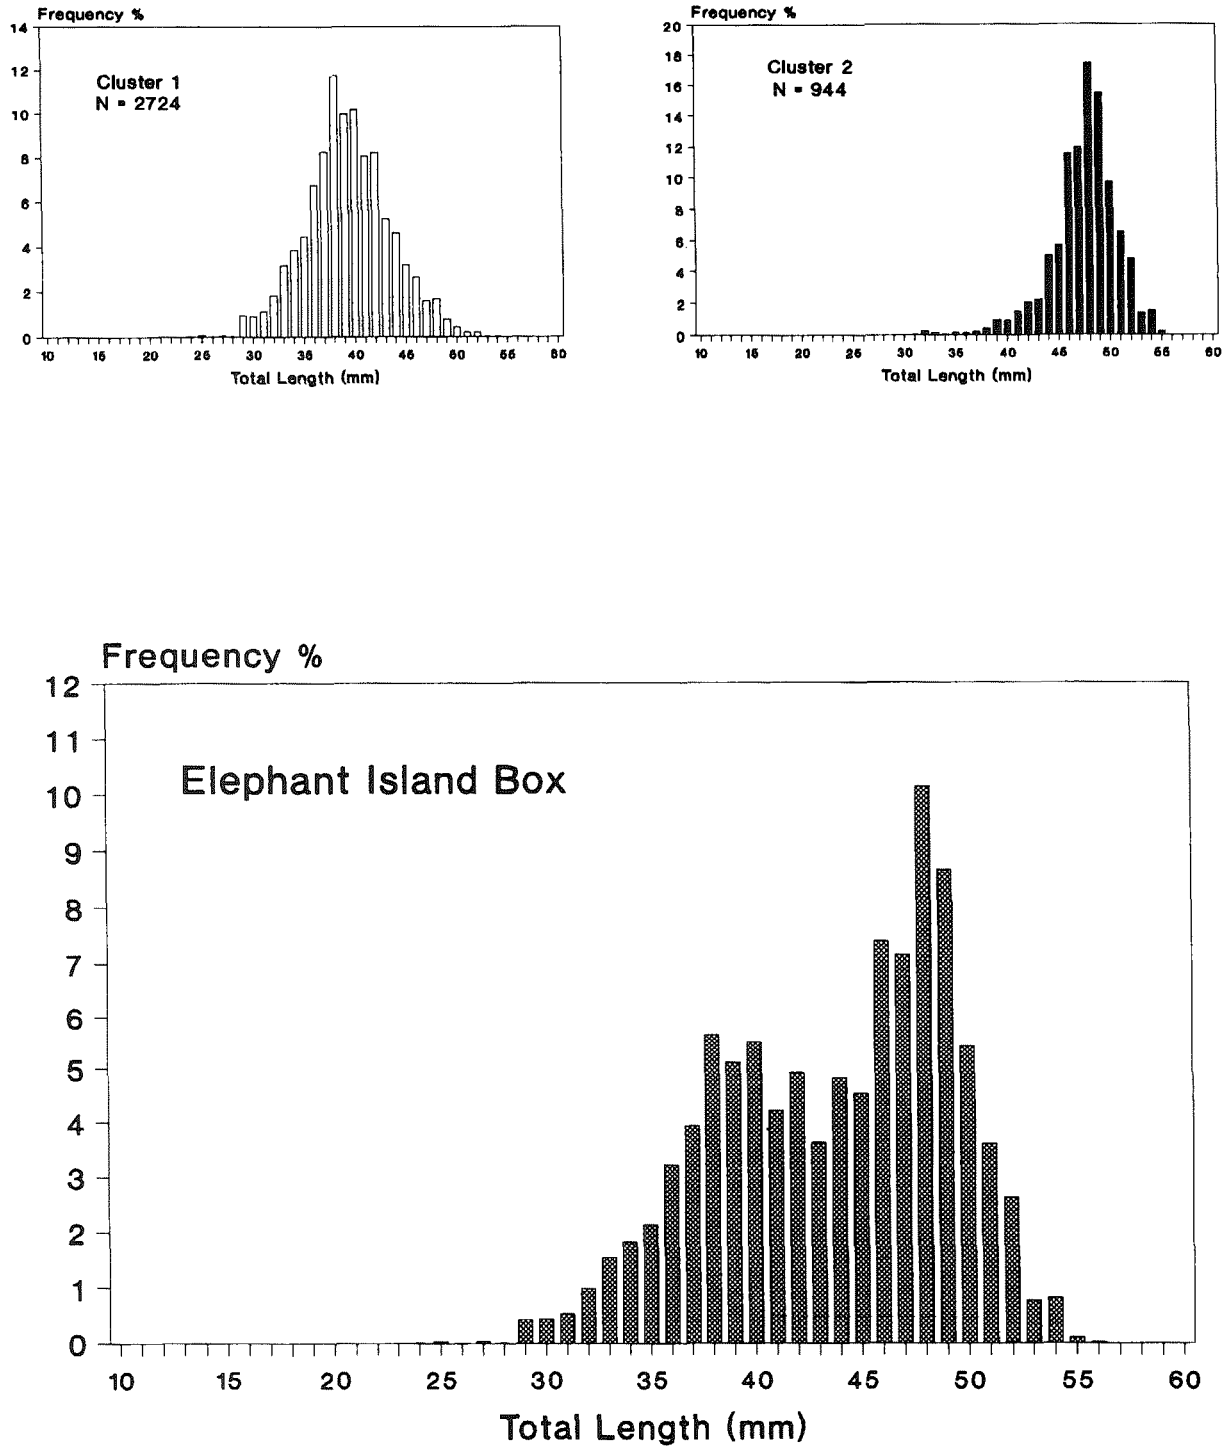 Frequency %
14
12
10
8
6
4
2
0
Cluster 1
N = 2724
10 15 20 25 30 35 40 45 50 55 60
Total Length (mm)
Frequency %
20
18
16
14
12
10
8
6
4
2
0
Cluster 2
N = 944
10 15 20 25 30 35 40 45 50 55 60
Total Length (mm)
Frequency %
12
11
10
9
8
7
6
5
4
3
2
1
0
Elephant Island Box
10 15 20 25 30 35 40 45 50 55 60
Total Length (mm)